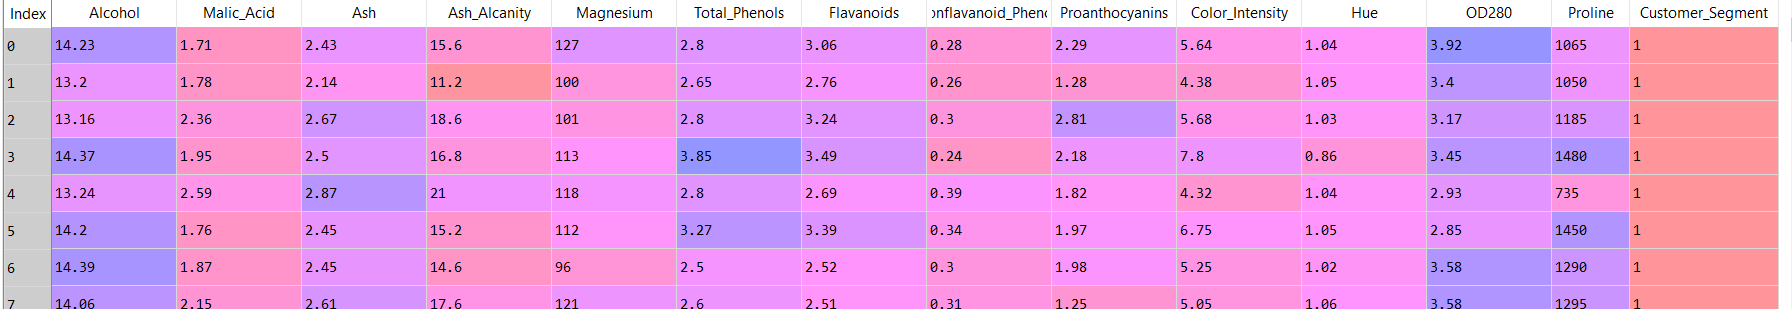 Index Alcohol Malic_Acid Ash Ash_Alcanity Magnesium Total_Phenols Flavanoids onflavanoid_Pheno Proanthocyanins Color_Intensity Hue OD280 Proline Customer_Segment
0 14.23 1.71 2.43 15.6 127 2.8 3.06 0.28 2.29 5.64 1.04 3.92 1065 1
1 13.2 1.78 2.14 11.2 100 2.65 2.76 0.26 1.28 4.38 1.05 3.4 1050 1
2 13.16 2.36 2.67 18.6 101 2.8 3.24 0.3 2.81 5.68 1.03 3.17 1185 1
3 14.37 1.95 2.5 16.8 113 3.85 3.49 0.24 2.18 7.8 0.86 3.45 1480 1
4 13.24 2.59 2.87 21 118 2.8 2.69 0.39 1.82 4.32 1.04 2.93 735 1
5 14.2 1.76 2.45 15.2 112 3.27 3.39 0.34 1.97 6.75 1.05 2.85 1450 1
6 14.39 1.87 2.45 14.6 96 2.5 2.52 0.3 1.98 5.25 1.02 3.58 1290 1
7 14.06 2.15 2.61 17.6 121 2.6 2.51 0.31 1.25 5.05 1.06 3.58 1295 1